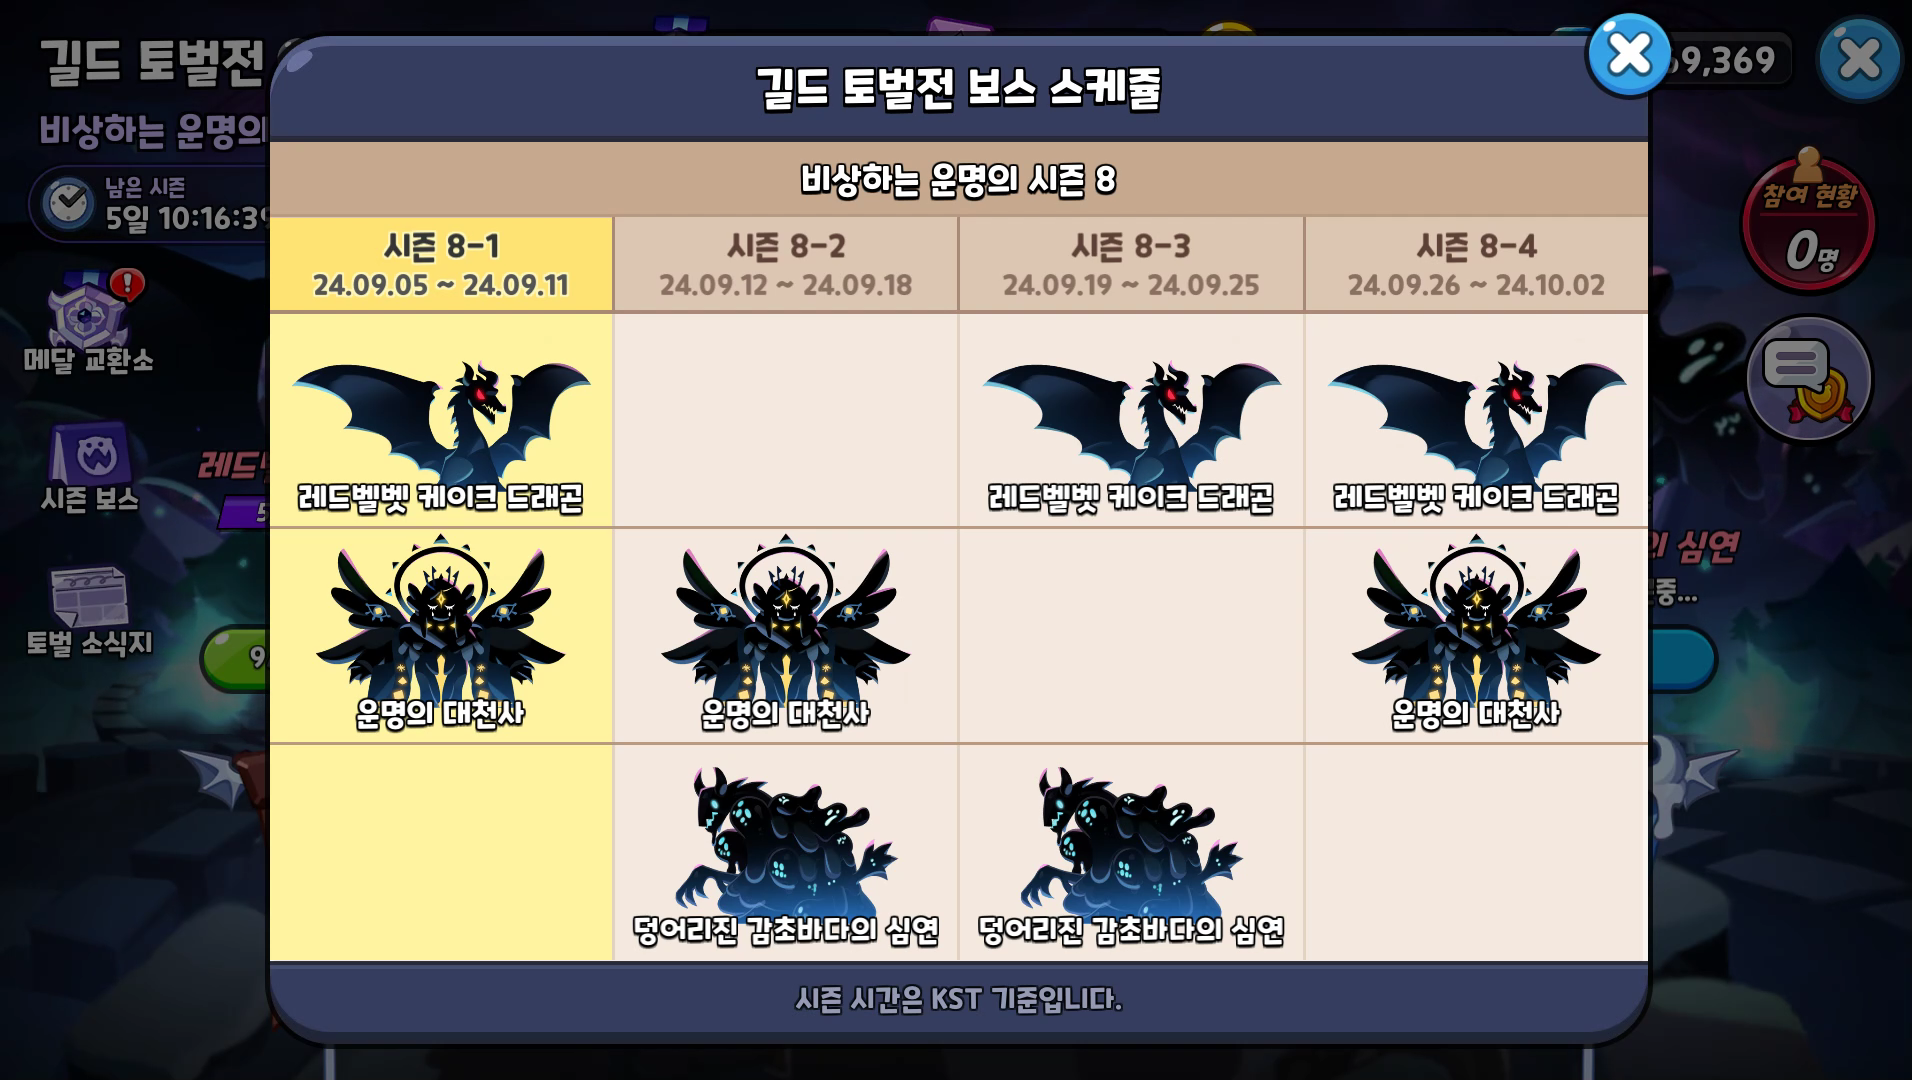 길드 토벌전
길드 토벌전 보스 스케쥴
9,369
비상하는 운명의
비상하는 운명의 시즌 8
남은 시즌
5일 10:16:39
시즌 8-1
24.09.05 ~ 24.09.11
시즌 8-2
24.09.12 ~ 24.09.18
시즌 8-3
24.09.19 ~ 24.09.25
시즌 8-4
24.09.26 ~ 24.10.02
참여 현황
0명
메달 교환소
시즌 보스
토벌 소식지
레드
레드벨벳 케이크 드래곤
레드벨벳 케이크 드래곤
레드벨벳 케이크 드래곤
심연
중...
운명의 대천사
운명의 대천사
운명의 대천사
덩어리진 감초바다의 심연
덩어리진 감초바다의 심연
시즌 시간은 KST 기준입니다.